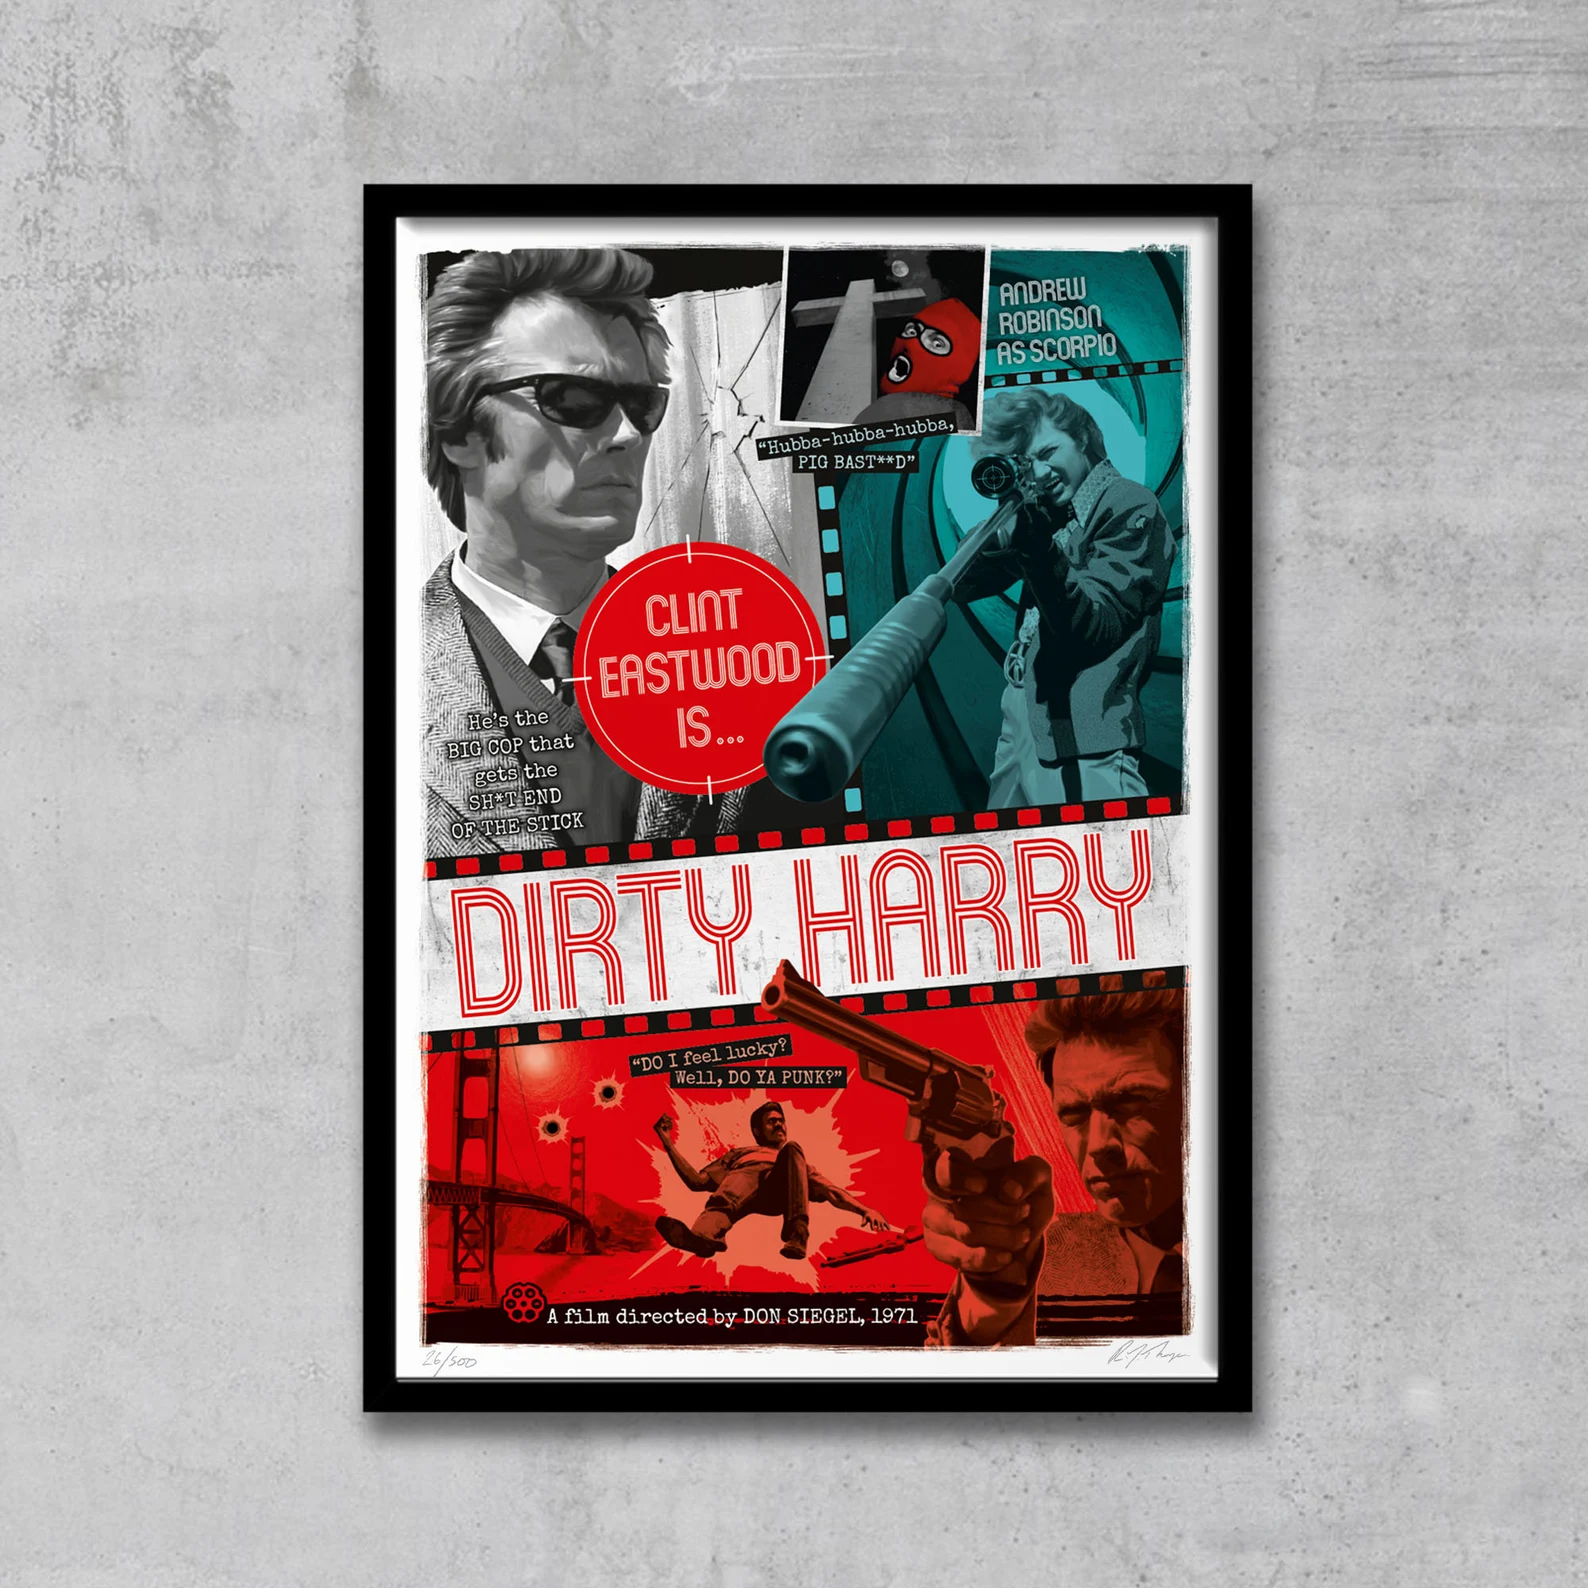 ANDREW
ROBINSON
AS SCORPIO
“Hubba-hubba-hubba,
PIG BAST**D”
CLINT
EASTWOOD
IS...
He's the
BIG COP that
gets the
SH*T END
OF THE STICK
DIRTY HARRY
“DO I feel lucky?
Well, DO YA PUNK?”
A film directed by DON SIEGEL, 1971
26/500